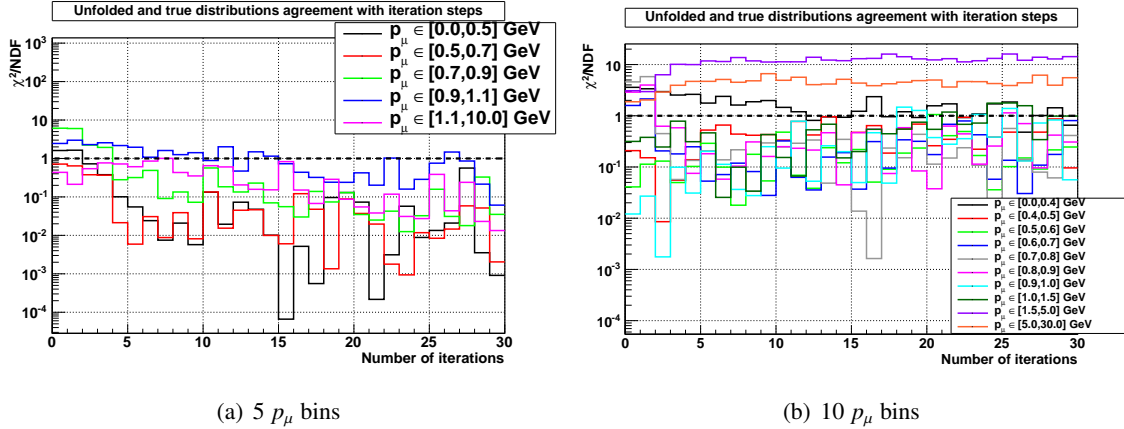 Unfolded and true distributions agreement with iteration steps
χ²/NDF
10³
10²
10
1
10⁻¹
10⁻²
10⁻³
10⁻⁴
p_μ ∈ [0.0,0.5] GeV
p_μ ∈ [0.5,0.7] GeV
p_μ ∈ [0.7,0.9] GeV
p_μ ∈ [0.9,1.1] GeV
p_μ ∈ [1.1,10.0] GeV
0 5 10 15 20 25 30
Number of iterations
(a) 5 p_μ bins
Unfolded and true distributions agreement with iteration steps
χ²/NDF
10
1
10⁻¹
10⁻²
10⁻³
10⁻⁴
p_μ ∈ [0.0,0.4] GeV
p_μ ∈ [0.4,0.5] GeV
p_μ ∈ [0.5,0.6] GeV
p_μ ∈ [0.6,0.7] GeV
p_μ ∈ [0.7,0.8] GeV
p_μ ∈ [0.8,0.9] GeV
p_μ ∈ [0.9,1.0] GeV
p_μ ∈ [1.0,1.5] GeV
p_μ ∈ [1.5,5.0] GeV
p_μ ∈ [5.0,30.0] GeV
0 5 10 15 20 25 30
Number of iterations
(b) 10 p_μ bins